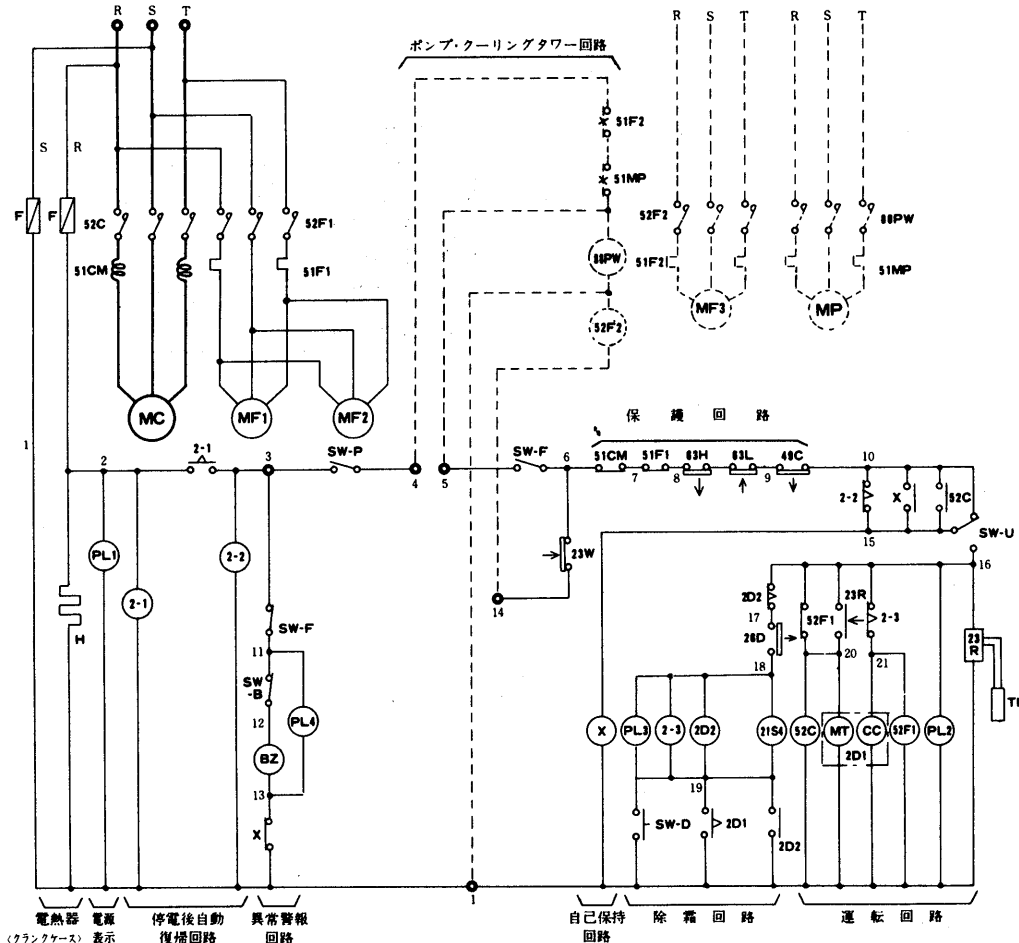 R S T
ポンプ・クーリングタワー回路
R S T R S T
51F2
S R
51MP
F F 52C 52F1
52F2 88PW
51CM 51F1
88PW
51F2 51MP
52F2
MF3 MP
MC MF1 MF2
保護回路
1
2 2-1 3 SW-P 4 5 SW-F 6 51CM 7 51F1 8 63H 63L 9 49C 10
2-2 X 52C
SW-U
15
PL1 2-2 23W
16
2-1 14
2D2 23R
H SW-F 17 52F1 2-3 23R
26D
11 18 20 21
SW-B
PL4
12
BZ X PL3 2-3 2D2 21S4 52C MT CC 52F1 PL2
2D1
13 19
X SW-D 2D1 2D2
1
電熱器 電源 停電後自動 異常警報 自己保持 除霜回路 運転回路
(クランクケース) 表示 復帰回路 回路 回路